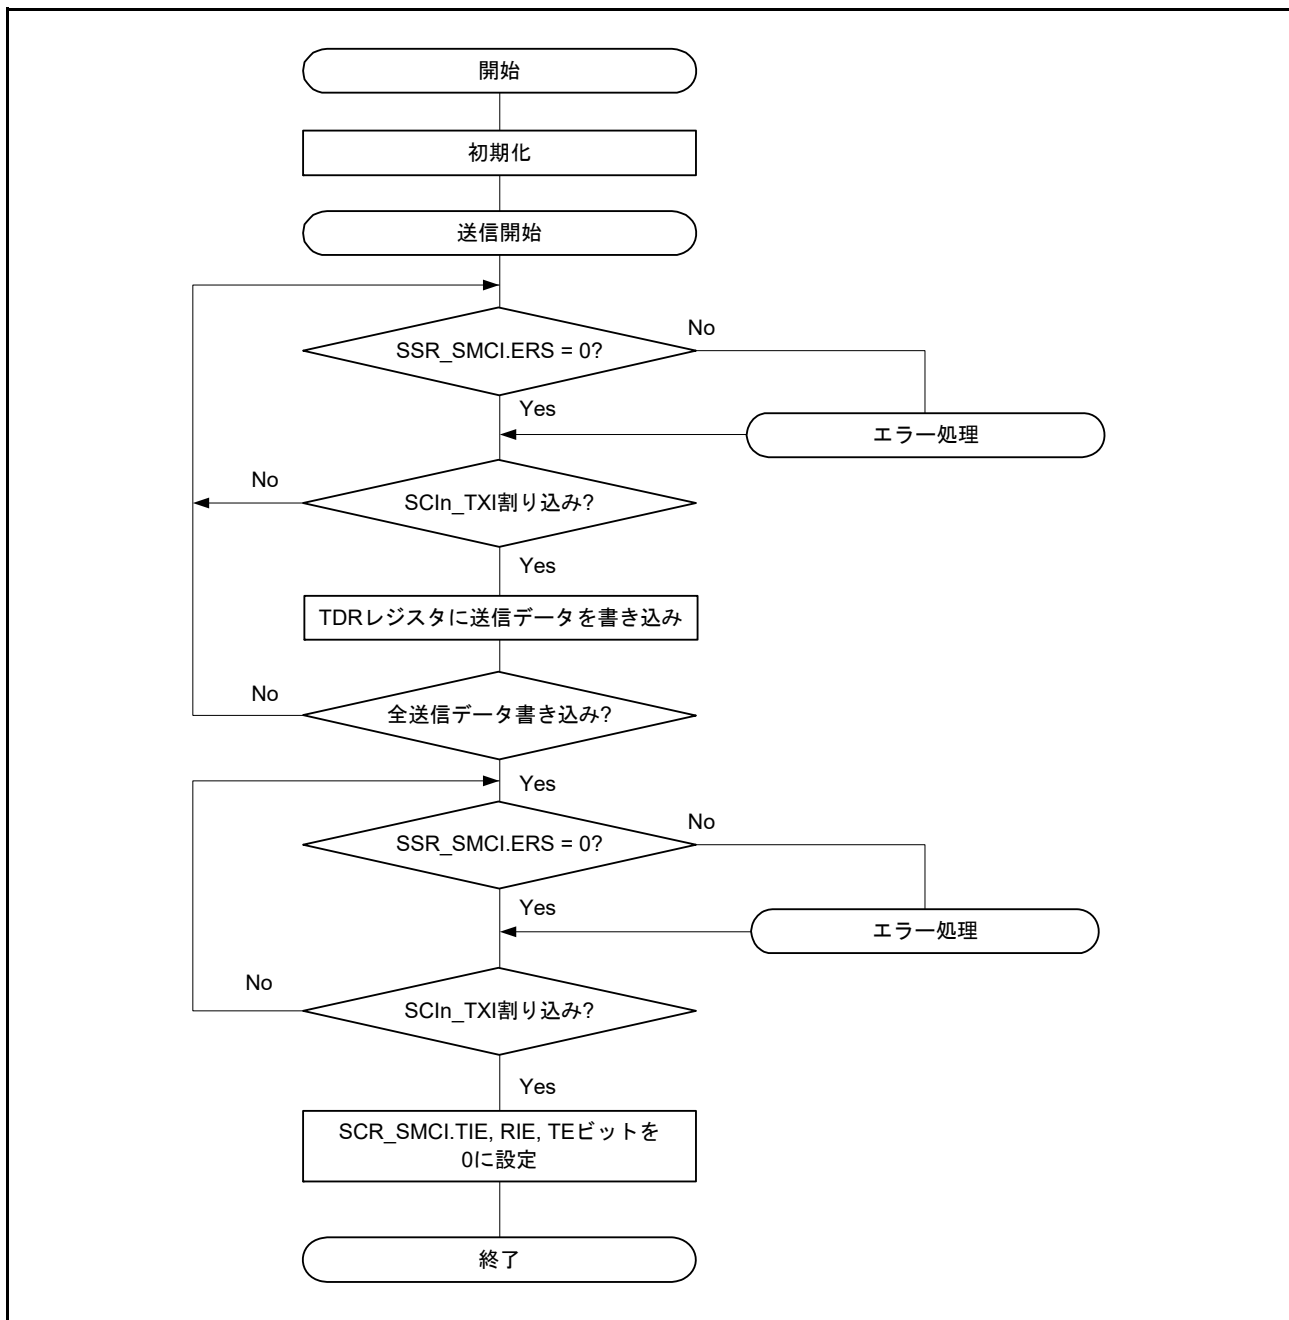 開始
初期化
送信開始
SSR_SMCI.ERS = 0?
No
Yes
エラー処理
No
SCIn_TXI割り込み?
Yes
TDRレジスタに送信データを書き込み
No
全送信データ書き込み?
Yes
SSR_SMCI.ERS = 0?
No
Yes
エラー処理
No
SCIn_TXI割り込み?
Yes
SCR_SMCI.TIE, RIE, TEビットを
0に設定
終了